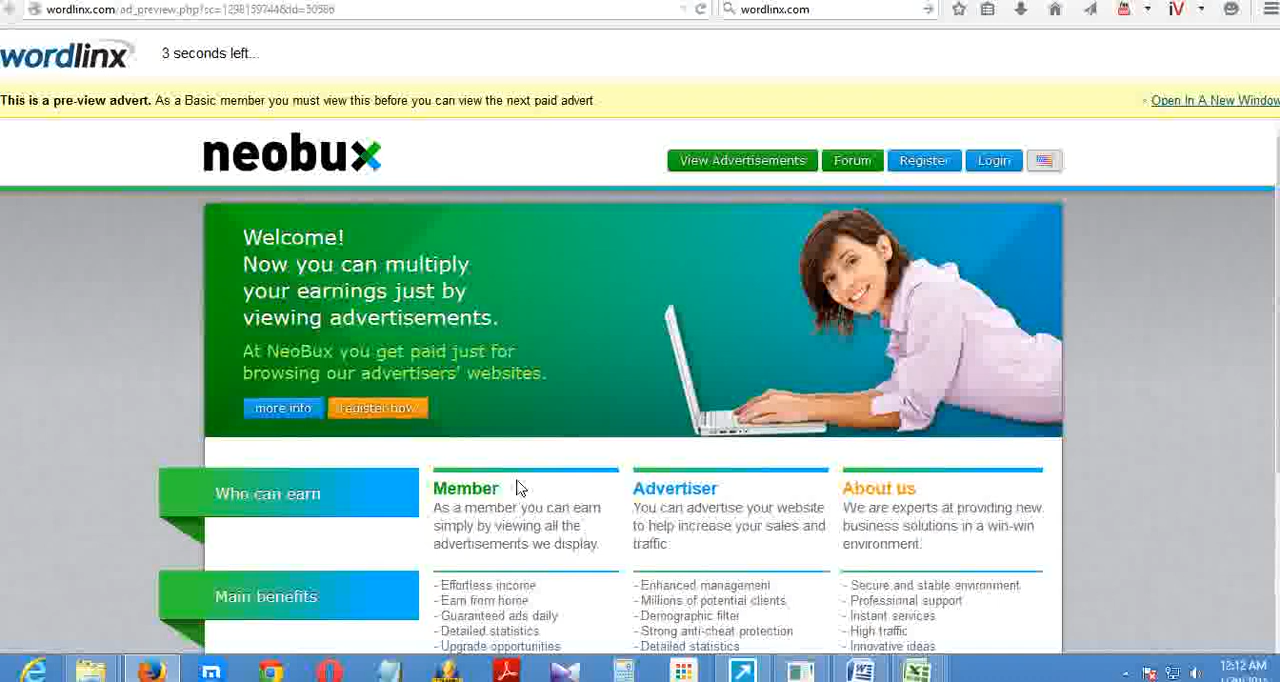 wordlinx.com/ad_preview.php?sc=1298159744&id=50586
wordlinx.com
wordlinx
3 seconds left...
This is a pre-view advert. As a Basic member you must view this before you can view the next paid advert
Open In A New Window
neobux
View Advertisements
Forum
Register
Login
Welcome!
Now you can multiply
your earnings just by
viewing advertisements.
At NeoBux you get paid just for
browsing our advertisers' websites.
more info
register now
Who can earn
Member
As a member you can earn
simply by viewing all the
advertisements we display.
Advertiser
You can advertise your website
to help increase your sales and
traffic.
About us
We are experts at providing new
business solutions in a win-win
environment.
Main benefits
- Effortless income
- Earn from home
- Guaranteed ads daily
- Detailed statistics
- Upgrade opportunities
- Enhanced management
- Millions of potential clients
- Demographic filter
- Strong anti-cheat protection
- Detailed statistics
- Secure and stable environment
- Professional support
- Instant services
- High traffic
- Innovative ideas
12:12 AM